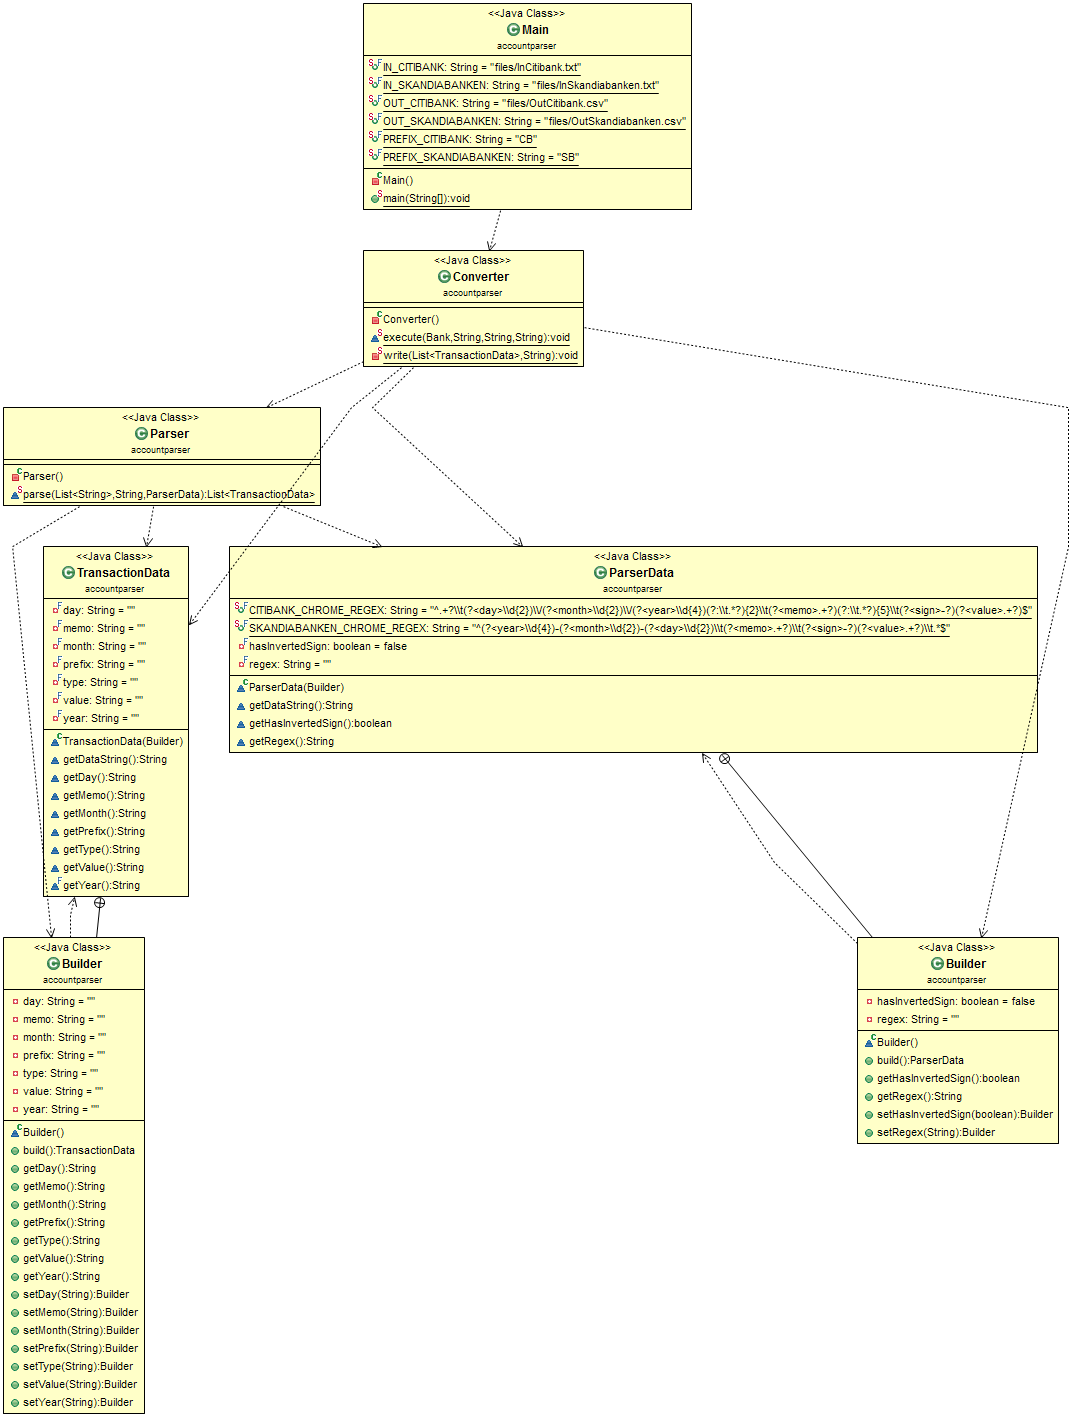 <<Java Class>>
Main
accountparser
IN_CITIBANK: String = "files/InCitibank.txt"
IN_SKANDIABANKEN: String = "files/InSkandiabanken.txt"
OUT_CITIBANK: String = "files/OutCitibank.csv"
OUT_SKANDIABANKEN: String = "files/OutSkandiabanken.csv"
PREFIX_CITIBANK: String = "CB"
PREFIX_SKANDIABANKEN: String = "SB"
Main()
main(String[]):void
<<Java Class>>
Converter
accountparser
Converter()
execute(Bank,String,String,String):void
write(List<TransactionData>,String):void
<<Java Class>>
Parser
accountparser
Parser()
parse(List<String>,String,ParserData):List<TransactionData>
<<Java Class>>
TransactionData
accountparser
day: String = ""
memo: String = ""
month: String = ""
prefix: String = ""
type: String = ""
value: String = ""
year: String = ""
TransactionData(Builder)
getDataString():String
getDay():String
getMemo():String
getMonth():String
getPrefix():String
getType():String
getValue():String
getYear():String
<<Java Class>>
ParserData
accountparser
CITIBANK_CHROME_REGEX: String = "^.+?\\t(?<day>\\d{2})\\/(?<month>\\d{2})\\/(?<year>\\d{4})(?:\\t.*?){2}\\t(?<memo>.+?)(?:\\t.*?){5}\\t(?<sign>-?)(?<value>.+?)$"
SKANDIABANKEN_CHROME_REGEX: String = "^(?<year>\\d{4})-(?<month>\\d{2})-(?<day>\\d{2})\\t(?<memo>.+?)\\t(?<sign>-?)(?<value>.+?)\\t.*$"
hasInvertedSign: boolean = false
regex: String = ""
ParserData(Builder)
getDataString():String
getHasInvertedSign():boolean
getRegex():String
<<Java Class>>
Builder
accountparser
day: String = ""
memo: String = ""
month: String = ""
prefix: String = ""
type: String = ""
value: String = ""
year: String = ""
Builder()
build():TransactionData
getDay():String
getMemo():String
getMonth():String
getPrefix():String
getType():String
getValue():String
getYear():String
setDay(String):Builder
setMemo(String):Builder
setMonth(String):Builder
setPrefix(String):Builder
setType(String):Builder
setValue(String):Builder
setYear(String):Builder
<<Java Class>>
Builder
accountparser
hasInvertedSign: boolean = false
regex: String = ""
Builder()
build():ParserData
getHasInvertedSign():boolean
getRegex():String
setHasInvertedSign(boolean):Builder
setRegex(String):Builder